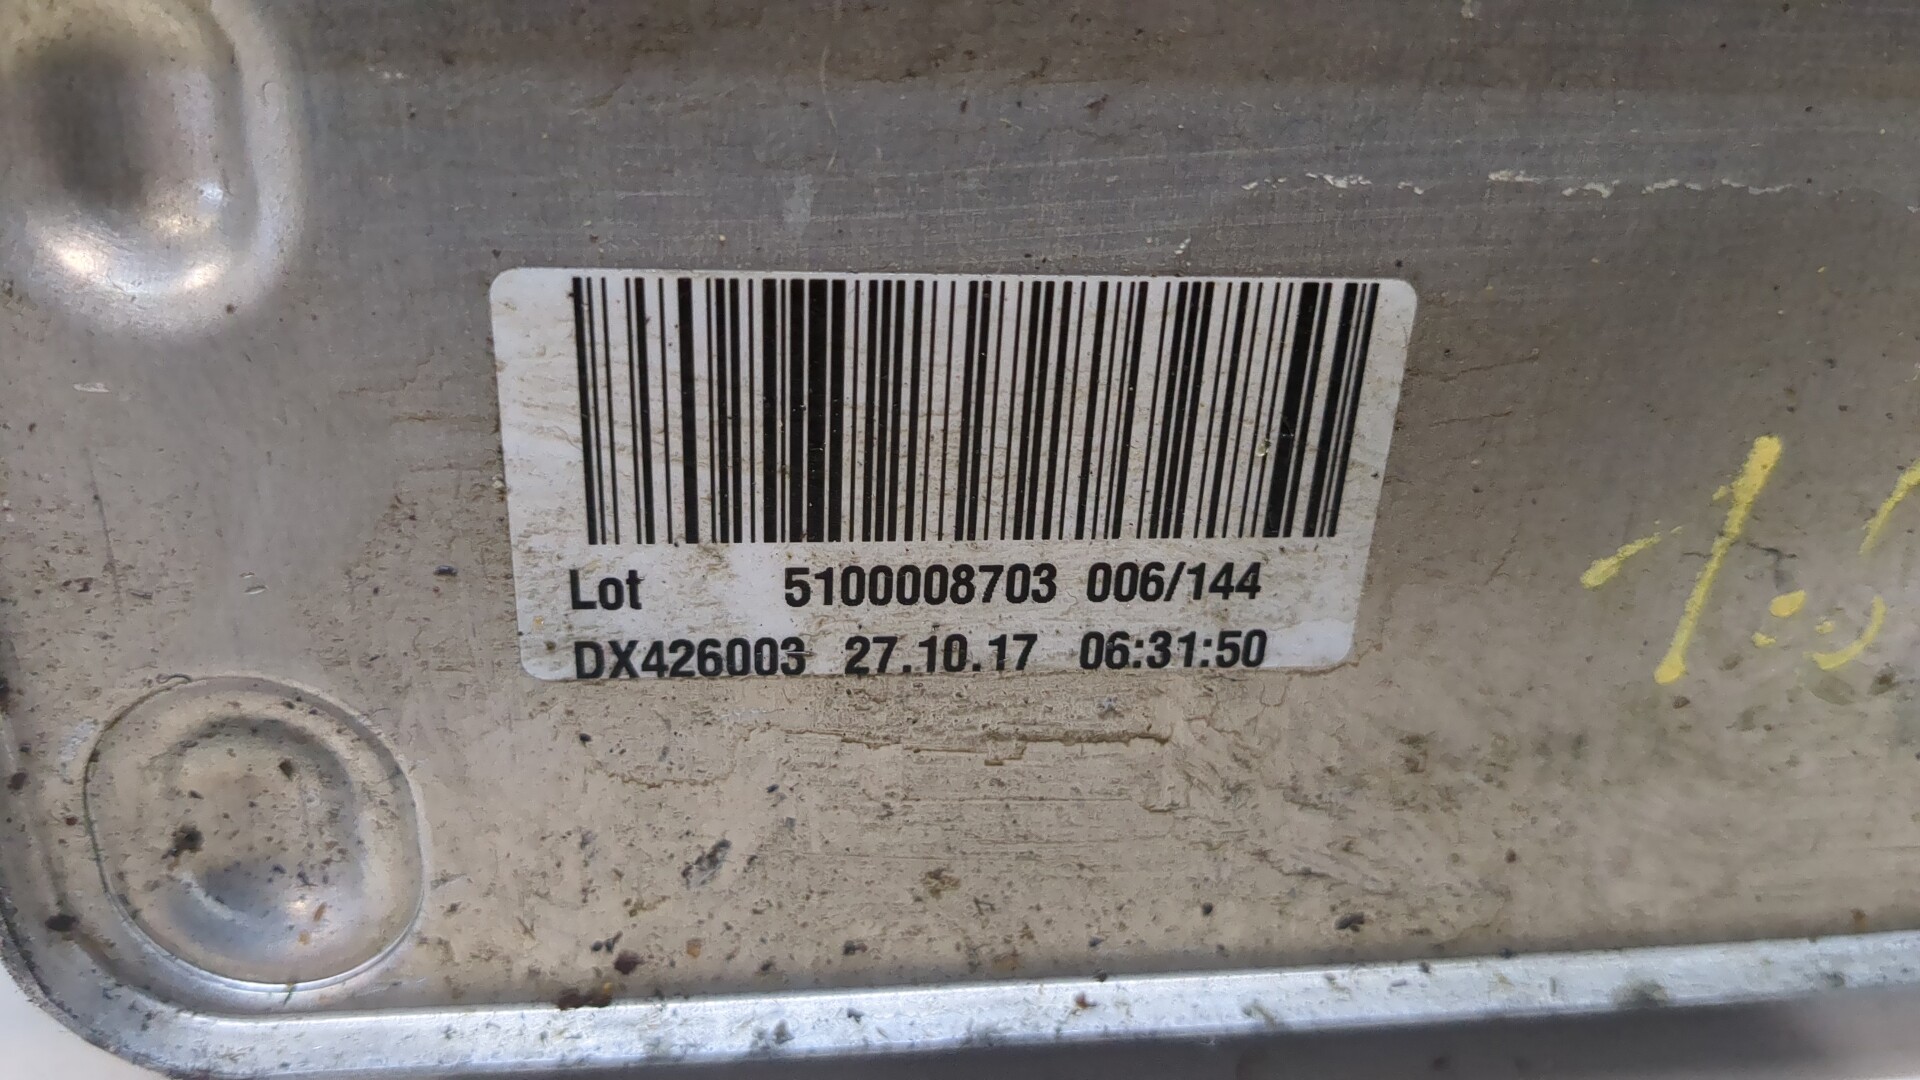 Lot 5100008703 006/144
DX426003 27.10.17 06:31:50